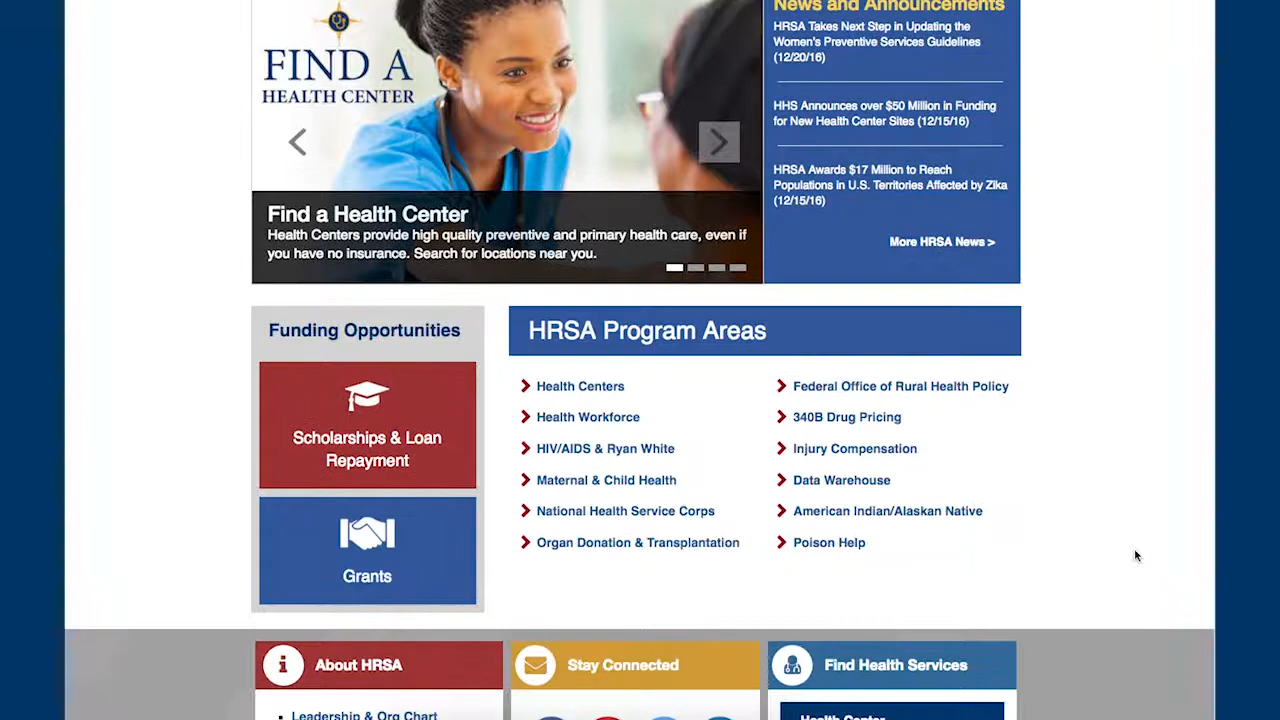 FIND A
HEALTH CENTER
Find a Health Center
Health Centers provide high quality preventive and primary health care, even if
you have no insurance. Search for locations near you.
News and Announcements
HRSA Takes Next Step in Updating the
Women's Preventive Services Guidelines
(12/20/16)
HHS Announces over $50 Million in Funding
for New Health Center Sites (12/15/16)
HRSA Awards $17 Million to Reach
Populations in U.S. Territories Affected by Zika
(12/15/16)
More HRSA News >
Funding Opportunities
Scholarships & Loan
Repayment
Grants
HRSA Program Areas
Health Centers
Health Workforce
HIV/AIDS & Ryan White
Maternal & Child Health
National Health Service Corps
Organ Donation & Transplantation
Federal Office of Rural Health Policy
340B Drug Pricing
Injury Compensation
Data Warehouse
American Indian/Alaskan Native
Poison Help
About HRSA
Leadership & Org Chart
Stay Connected
Find Health Services
Health Center